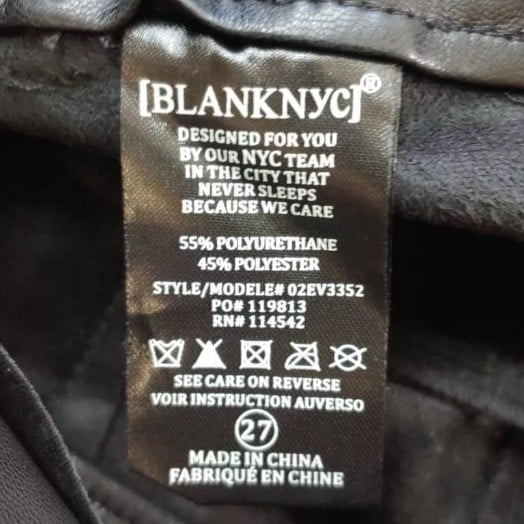 [BLANKNYC]®
DESIGNED FOR YOU
BY OUR NYC TEAM
IN THE CITY THAT
NEVER SLEEPS
BECAUSE WE CARE
55% POLYURETHANE
45% POLYESTER
STYLE/MODELE# 02EV3352
PO# 119813
RN# 114542
SEE CARE ON REVERSE
VOIR INSTRUCTION AUVERSO
27
MADE IN CHINA
FABRIQUÉ EN CHINE